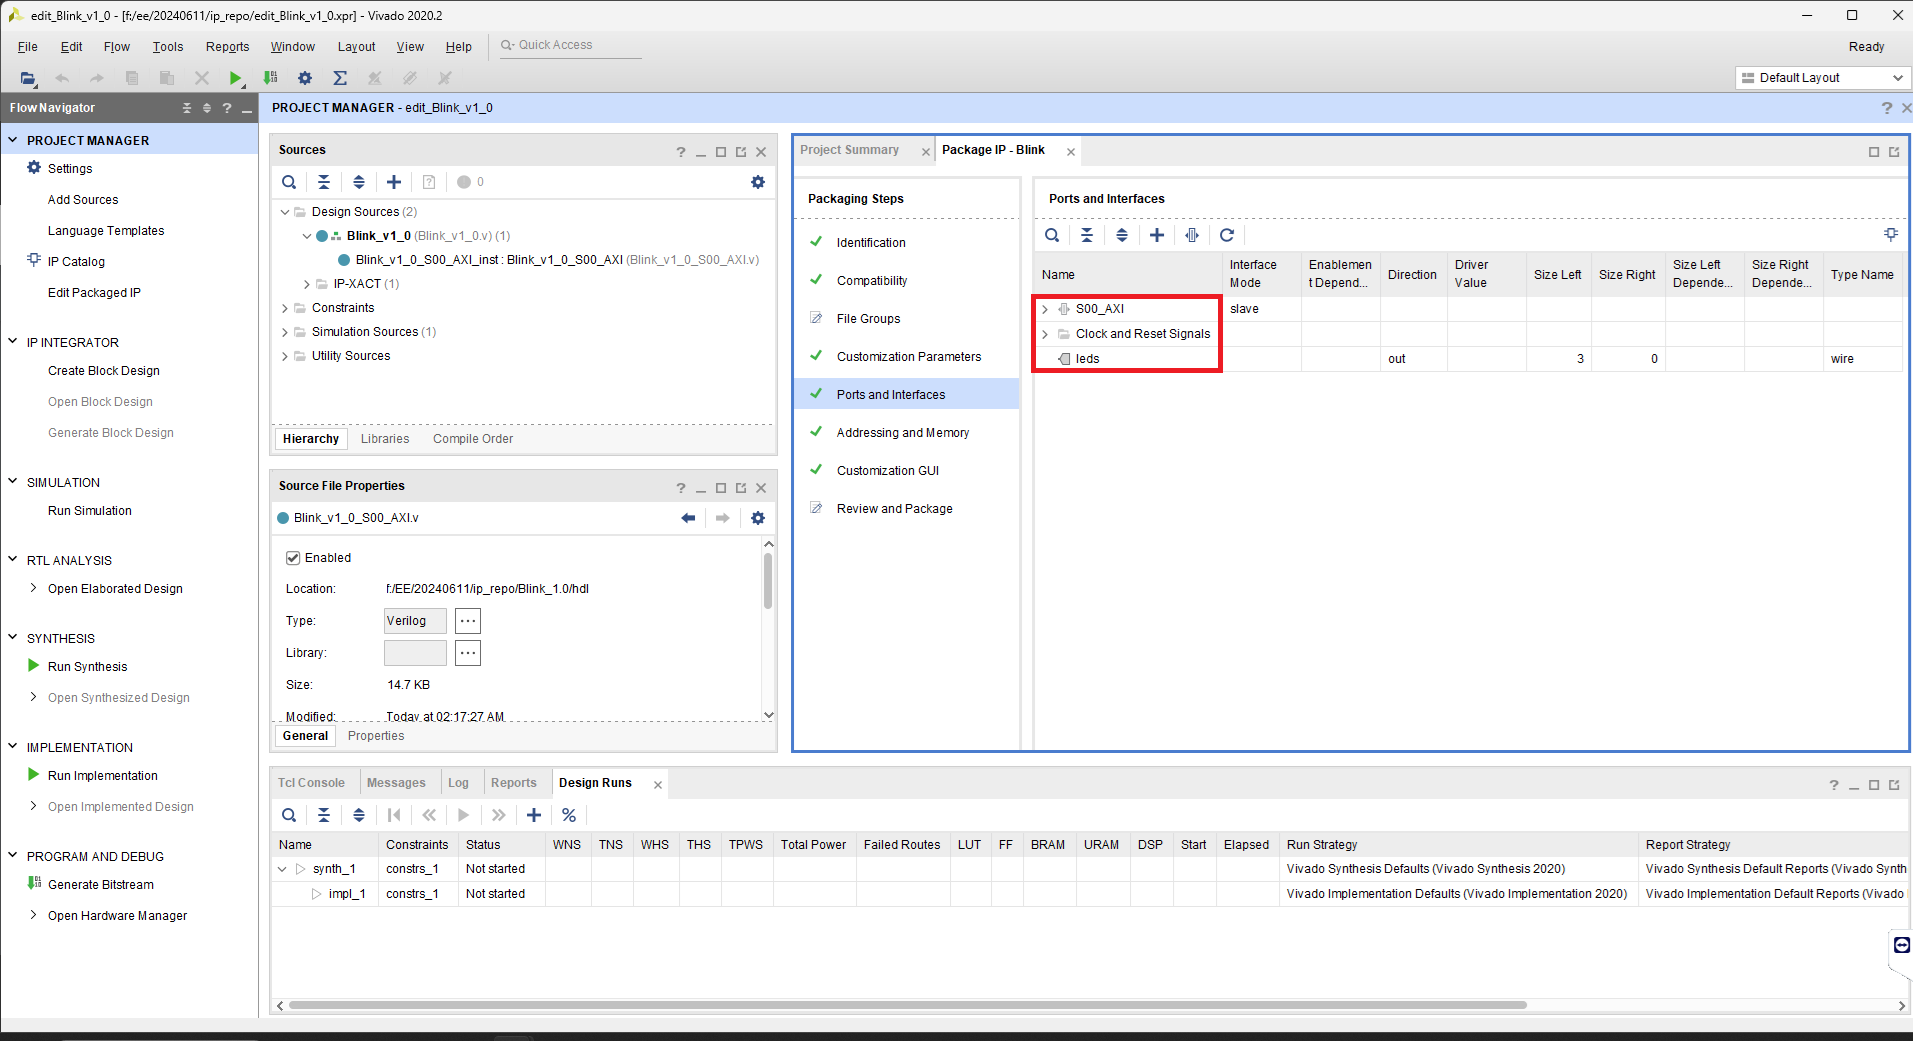 edit_Blink_v1_0 - [f:/ee/20240611/ip_repo/edit_Blink_v1_0.xpr] - Vivado 2020.2
File Edit Flow Tools Reports Window Layout View Help Quick Access Ready
Default Layout
Flow Navigator
PROJECT MANAGER - edit_Blink_v1_0
PROJECT MANAGER
Settings
Add Sources
Language Templates
IP Catalog
Edit Packaged IP
IP INTEGRATOR
Create Block Design
Open Block Design
Generate Block Design
SIMULATION
Run Simulation
RTL ANALYSIS
Open Elaborated Design
SYNTHESIS
Run Synthesis
Open Synthesized Design
IMPLEMENTATION
Run Implementation
Open Implemented Design
PROGRAM AND DEBUG
Generate Bitstream
Open Hardware Manager
Sources
0
Design Sources (2)
Blink_v1_0 (Blink_v1_0.v) (1)
Blink_v1_0_S00_AXI_inst : Blink_v1_0_S00_AXI (Blink_v1_0_S00_AXI.v)
IP-XACT (1)
Constraints
Simulation Sources (1)
Utility Sources
Hierarchy Libraries Compile Order
Source File Properties
Blink_v1_0_S00_AXI.v
Enabled
Location: f:/EE/20240611/ip_repo/Blink_1.0/hdl
Type: Verilog
Library:
Size: 14.7 KB
Modified: Today at 02:17:27 AM
General Properties
Project Summary Package IP - Blink
Packaging Steps
Identification
Compatibility
File Groups
Customization Parameters
Ports and Interfaces
Addressing and Memory
Customization GUI
Review and Package
Ports and Interfaces
Name Interface Mode Enablemen t Depend... Direction Driver Value Size Left Size Right Size Left Depende... Size Right Depende... Type Name
S00_AXI slave
Clock and Reset Signals
leds out 3 0 wire
Tcl Console Messages Log Reports Design Runs
Name Constraints Status WNS TNS WHS THS TPWS Total Power Failed Routes LUT FF BRAM URAM DSP Start Elapsed Run Strategy Report Strategy
synth_1 constrs_1 Not started Vivado Synthesis Defaults (Vivado Synthesis 2020) Vivado Synthesis Default Reports (Vivado Synth
impl_1 constrs_1 Not started Vivado Implementation Defaults (Vivado Implementation 2020) Vivado Implementation Default Reports (Vivado